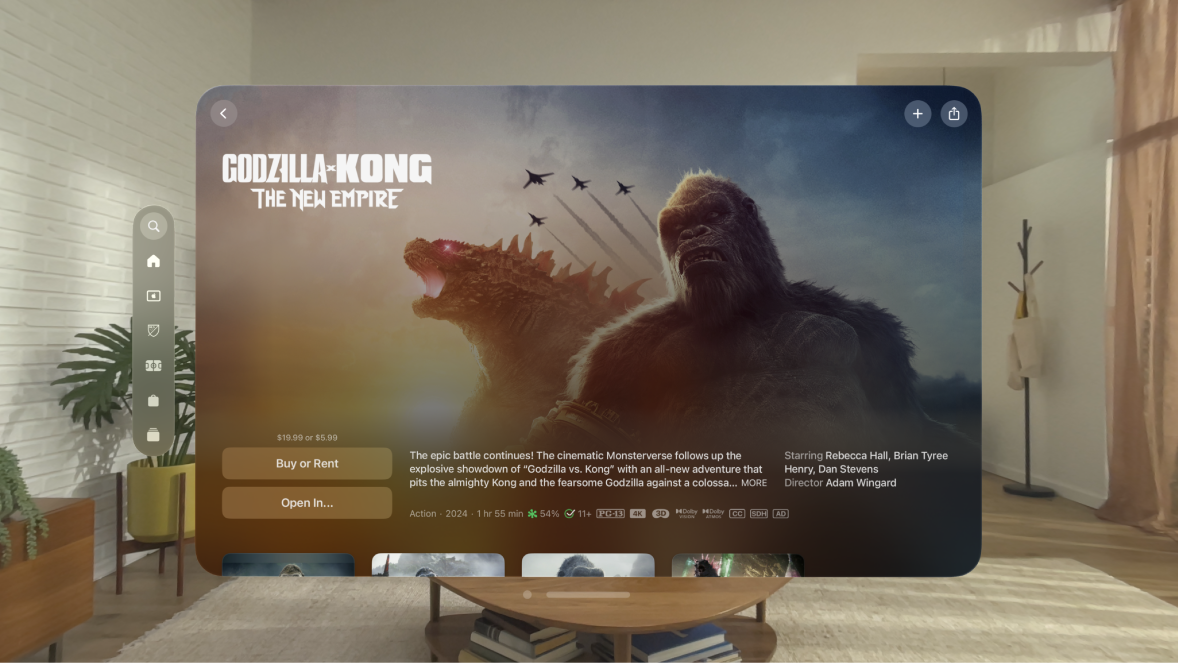 GODZILLA × KONG
THE NEW EMPIRE
$19.99 or $5.99
Buy or Rent
Open In...
The epic battle continues! The cinematic Monsterverse follows up the
explosive showdown of “Godzilla vs. Kong” with an all-new adventure that
pits the almighty Kong and the fearsome Godzilla against a colossa... MORE
Starring Rebecca Hall, Brian Tyree
Henry, Dan Stevens
Director Adam Wingard
Action · 2024 · 1 hr 55 min 54% 11+ PG-13 4K 3D Dolby VISION Dolby ATMOS CC SDH AD